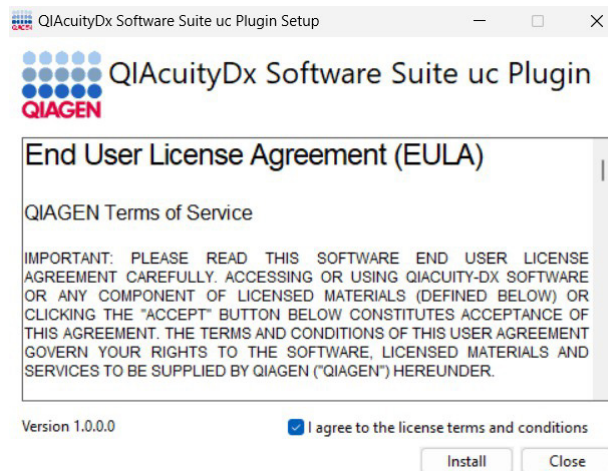 QIAcuityDx Software Suite uc Plugin Setup
QIAcuityDx Software Suite uc Plugin
QIAGEN
End User License Agreement (EULA)
QIAGEN Terms of Service
IMPORTANT: PLEASE READ THIS SOFTWARE END USER LICENSE
AGREEMENT CAREFULLY. ACCESSING OR USING QIACUITY-DX SOFTWARE
OR ANY COMPONENT OF LICENSED MATERIALS (DEFINED BELOW) OR
CLICKING THE "ACCEPT" BUTTON BELOW CONSTITUTES ACCEPTANCE OF
THIS AGREEMENT. THE TERMS AND CONDITIONS OF THIS USER AGREEMENT
GOVERN YOUR RIGHTS TO THE SOFTWARE, LICENSED MATERIALS AND
SERVICES TO BE SUPPLIED BY QIAGEN ("QIAGEN") HEREUNDER.
Version 1.0.0.0
I agree to the license terms and conditions
Install
Close